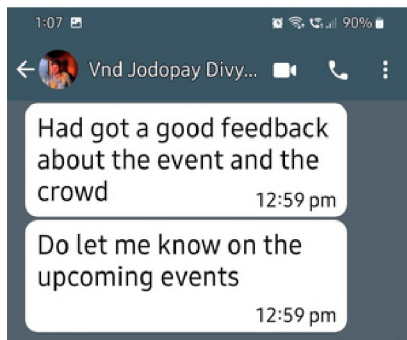 1:07 90%
Vnd Jodopay Divy...
Had got a good feedback
about the event and the
crowd
12:59 pm
Do let me know on the
upcoming events
12:59 pm